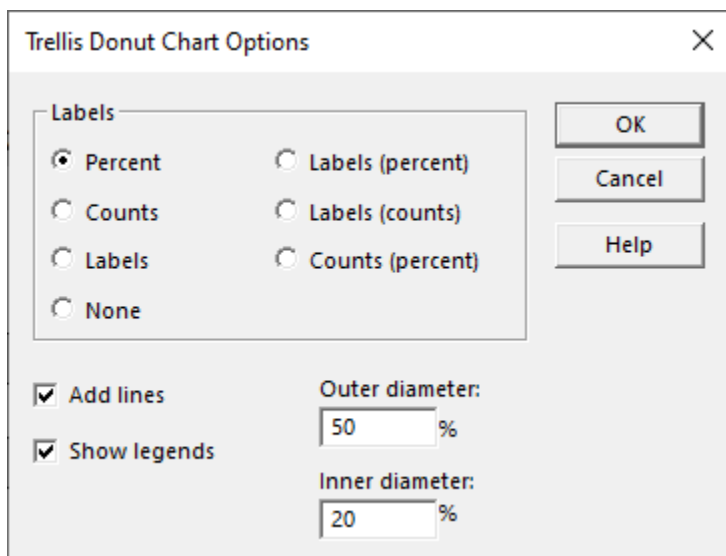 Trellis Donut Chart Options
Labels
Percent
Labels (percent)
Counts
Labels (counts)
Labels
Counts (percent)
None
OK
Cancel
Help
Add lines
Show legends
Outer diameter:
50 %
Inner diameter:
20 %